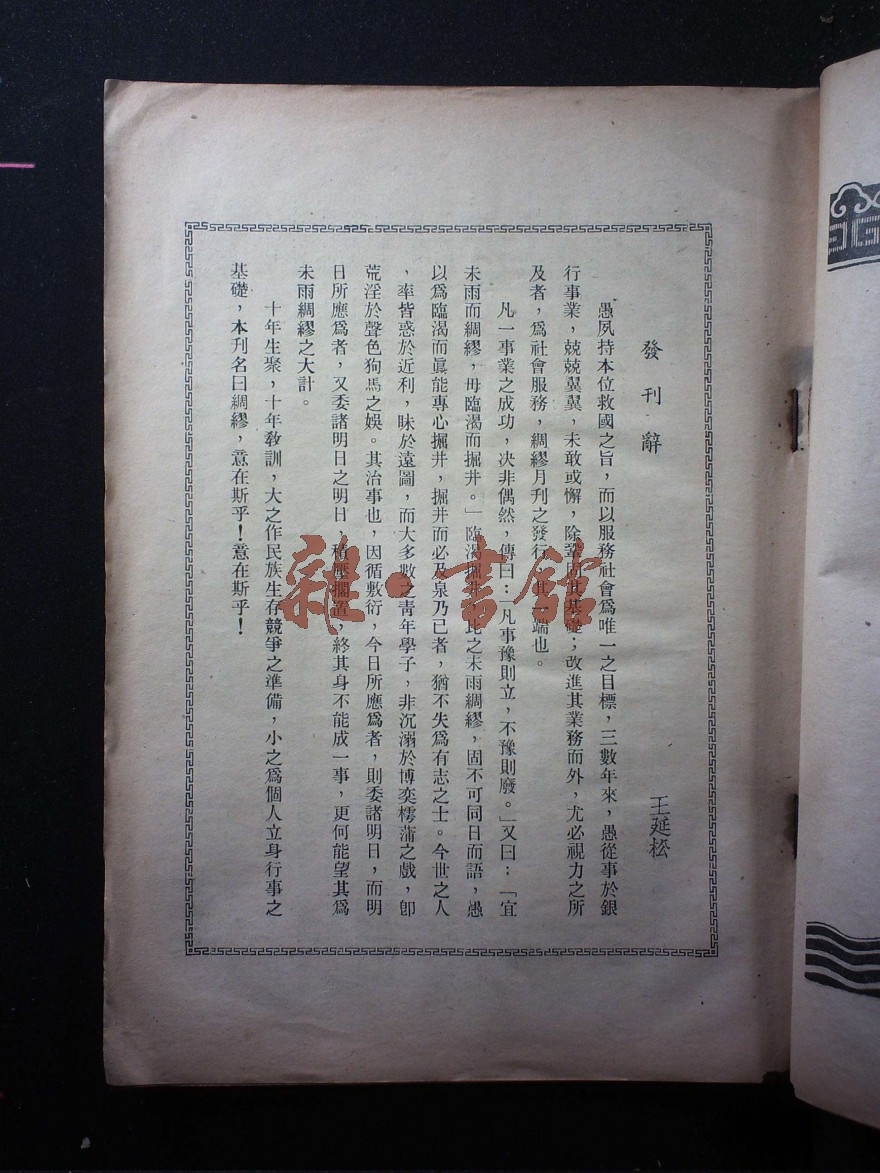 發刊辭
王延松
愚夙持本位救國之旨，而以服務社會爲唯一之目標，三數年來，愚從事於銀
行事業，兢兢翼翼，未敢或懈，除鞏固其基礎，改進其業務而外，尤必視力之所
及者，爲社會服務，綢繆月刊之發行，其一端也。
凡一事業之成功，决非偶然，傳曰：「凡事豫則立，不豫則廢。」又曰：「宜
未雨而綢繆，毋臨渴而掘井。」臨渴掘井，比之未雨綢繆，固不可同日而語，愚
以爲臨渴而眞能專心掘井，掘井而必及泉乃已者，猶不失爲有志之士。今世之人
，率皆惑於近利，昧於遠圖，而大多數之靑年學子，非沉溺於博奕樗蒲之戲，卽
荒淫於聲色狗馬之娛。其治事也，因循敷衍，今日所應爲者，則委諸明日，而明
日所應爲者，又委諸明日之明日，積壓擱置，終其身不能成一事，更何能望其爲
未雨綢繆之大計。
十年生聚，十年敎訓，大之作民族生存競爭之準備，小之爲個人立身行事之
基礎，本刊名曰綢繆，意在斯乎！意在斯乎！
雜·書館